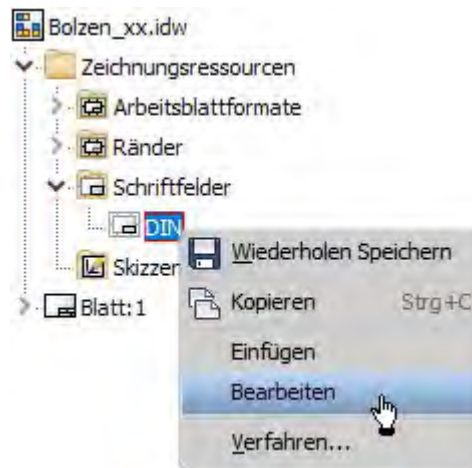 Bolzen_xx.idw
Zeichnungsressourcen
Arbeitsblattformate
Ränder
Schriftfelder
DIN
Wiederholen Speichern
Skizzen
Kopieren Strg+C
Blatt:1
Einfügen
Bearbeiten
Verfahren...